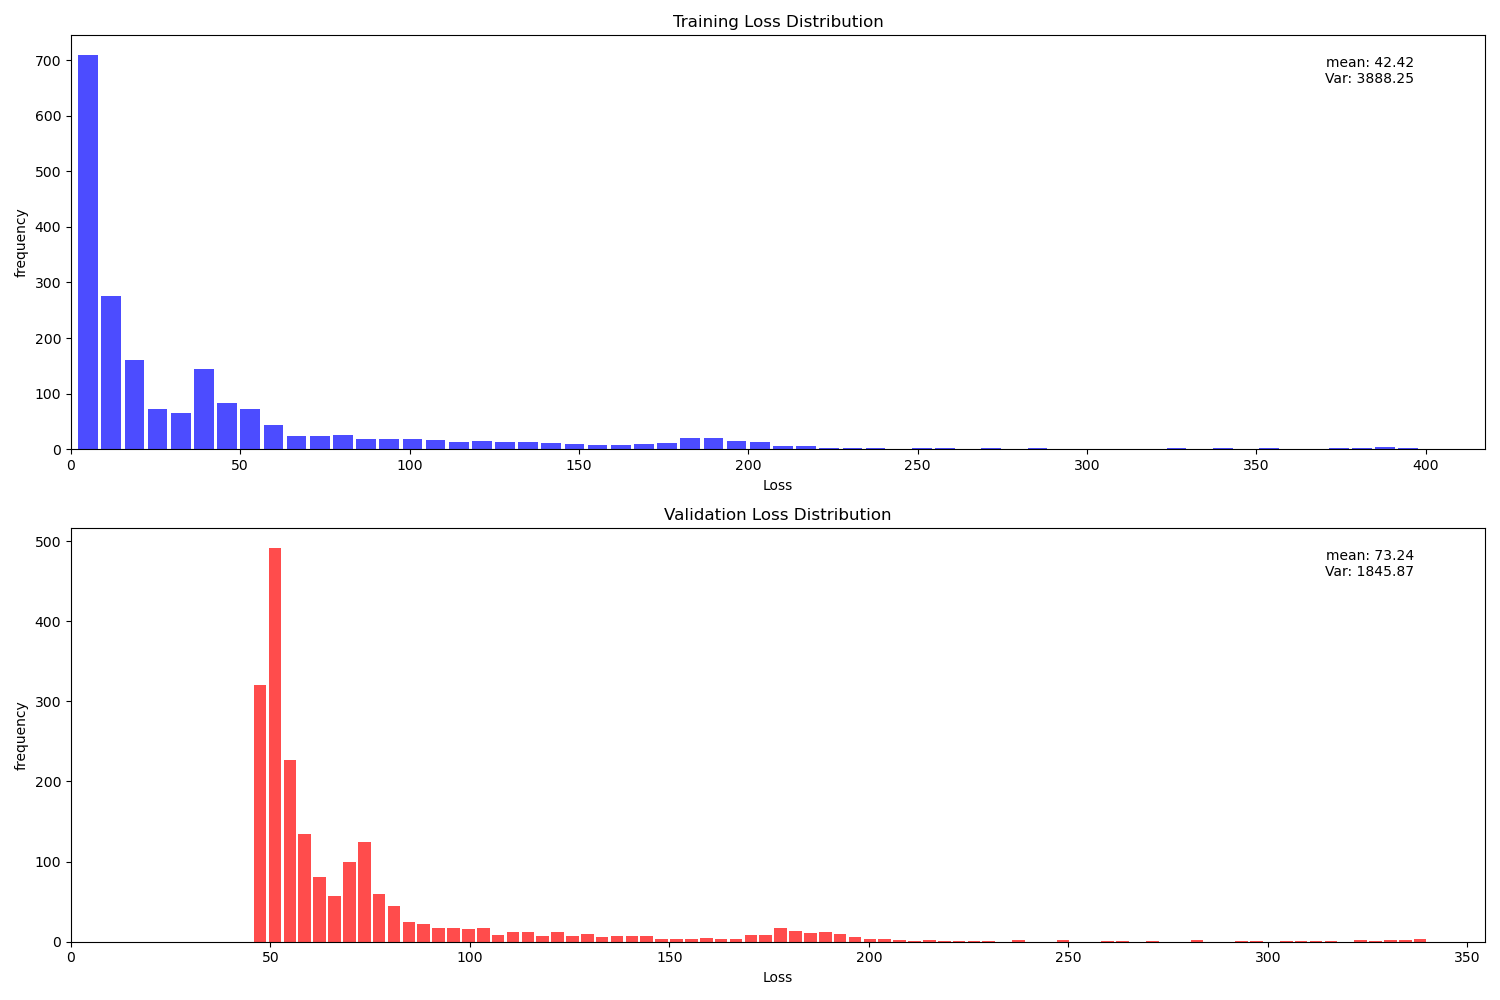 Training Loss Distribution
mean: 42.42
Var: 3888.25
700
600
500
400
300
200
100
0
frequency
0 50 100 150 200 250 300 350 400
Loss
Validation Loss Distribution
mean: 73.24
Var: 1845.87
500
400
300
200
100
0
frequency
0 50 100 150 200 250 300 350
Loss